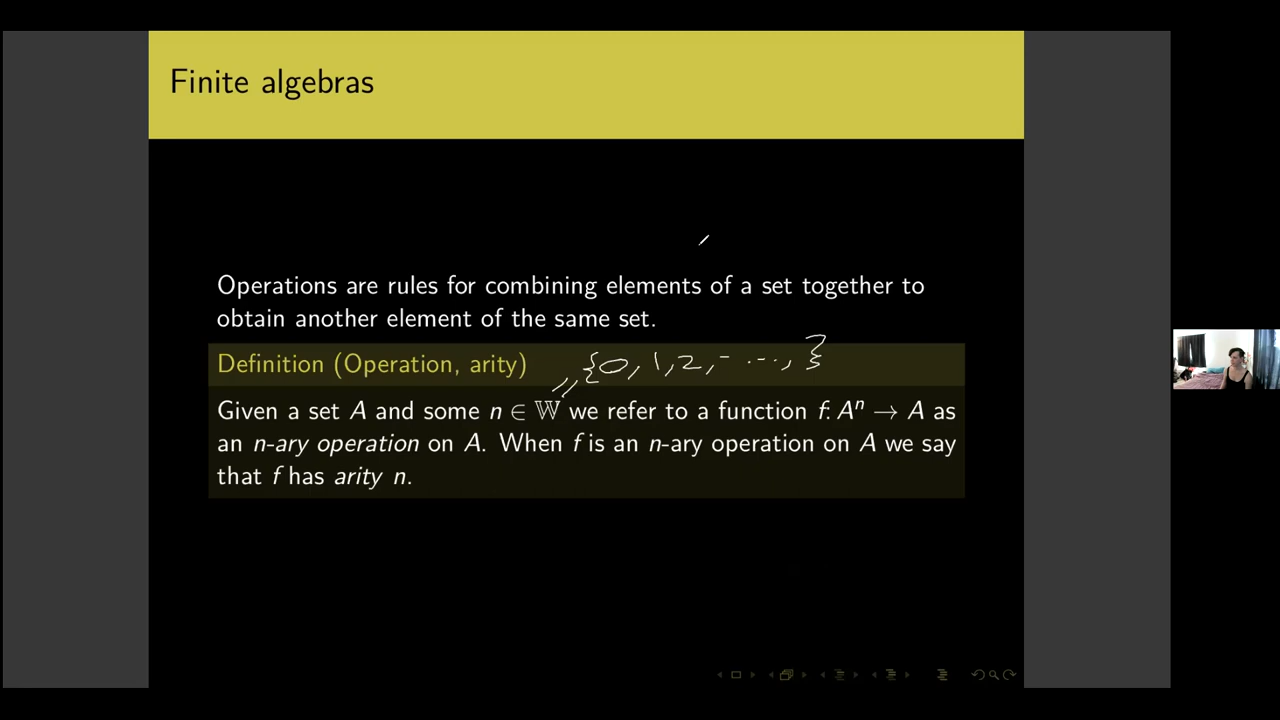 Finite algebras
Operations are rules for combining elements of a set together to
obtain another element of the same set.
Definition (Operation, arity)
{0, 1, 2, - ..., }
Given a set A and some n ∈ 𝕎 we refer to a function f: Aⁿ → A as
an n-ary operation on A. When f is an n-ary operation on A we say
that f has arity n.